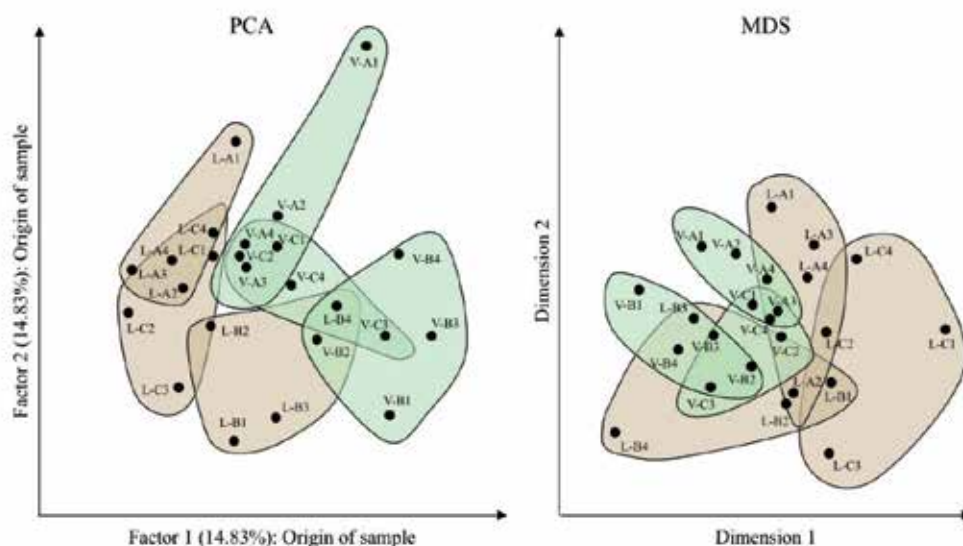 PCA
V-A1
L-A1
V-A2
L-C4
V-A4
V-C1
L-A4
L-C1
V-C2
V-B4
L-A3
V-A3
V-C4
L-A2
L-C2
L-B2
L-B4
V-C3
V-B3
V-B2
L-C3
L-B3
V-B1
L-B1
Factor 2 (14.83%): Origin of sample
Factor 1 (14.83%): Origin of sample
MDS
L-A1
V-A1
V-A2
L-A3
L-C4
V-A4
L-A4
V-B1
L-B3
V-C1
V-A3
V-C4
L-C2
L-C1
V-B3
V-C2
V-B4
V-B2
L-A2
L-B1
V-C3
L-B2
L-B4
L-C3
Dimension 2
Dimension 1